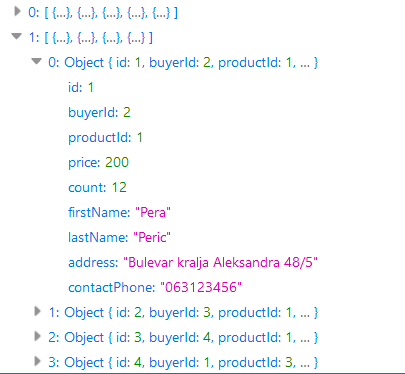 0: [ {…}, {…}, {…}, {…}, {…} ]
1: [ {…}, {…}, {…}, {…} ]
0: Object { id: 1, buyerId: 2, productId: 1, … }
id: 1
buyerId: 2
productId: 1
price: 200
count: 12
firstName: "Pera"
lastName: "Peric"
address: "Bulevar kralja Aleksandra 48/5"
contactPhone: "063123456"
1: Object { id: 2, buyerId: 3, productId: 1, … }
2: Object { id: 3, buyerId: 4, productId: 1, … }
3: Object { id: 4, buyerId: 1, productId: 3, … }